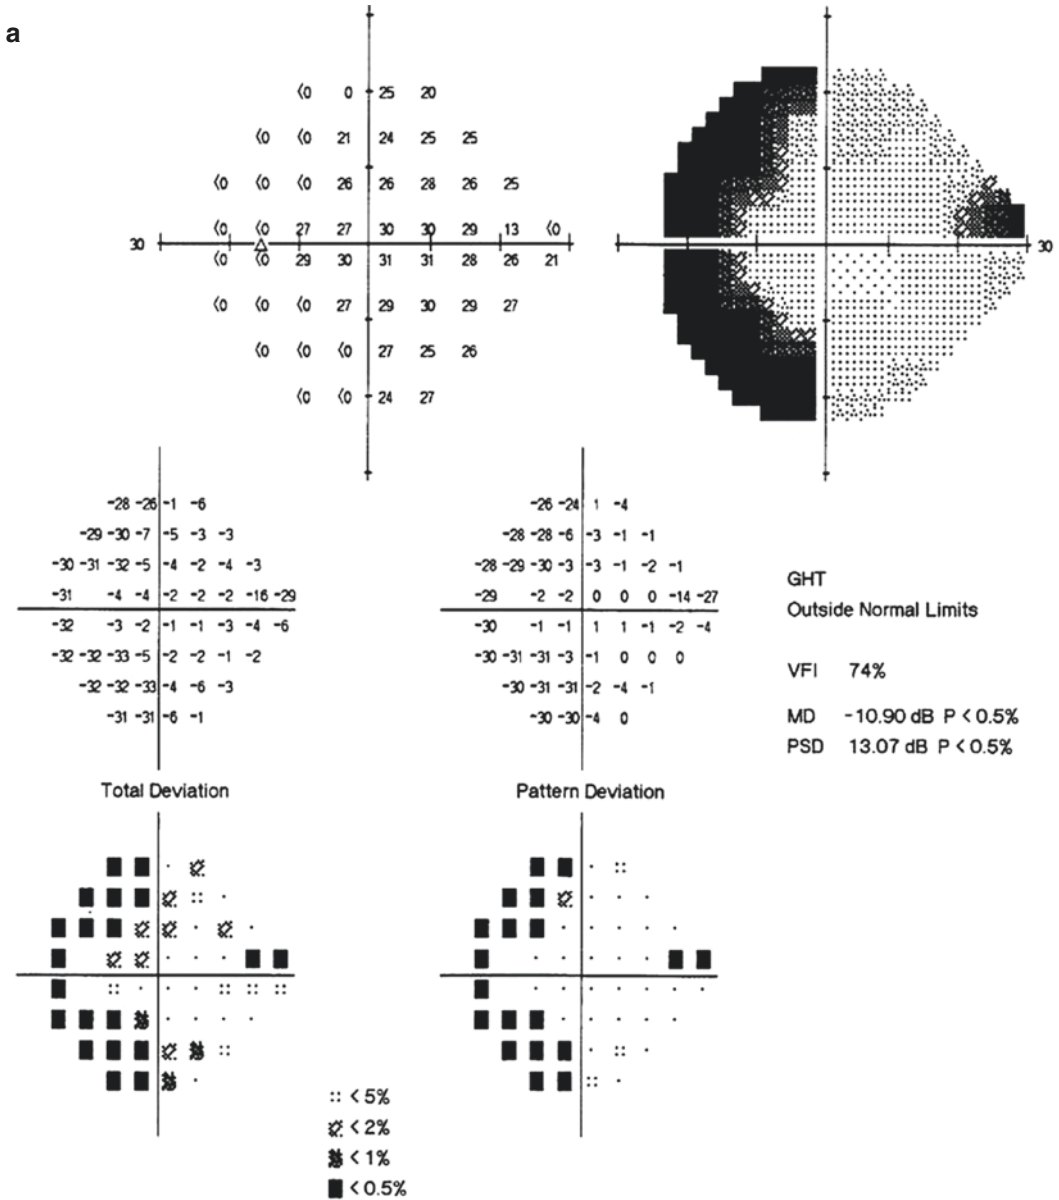 a
⟨0 0 25 20
⟨0 ⟨0 21 24 25 25
⟨0 ⟨0 ⟨0 26 26 28 26 25
⟨0 ⟨0 27 27 30 30 29 13 ⟨0
30 30
⟨0 ⟨0 29 30 31 31 28 26 21
⟨0 ⟨0 ⟨0 27 29 30 29 27
⟨0 ⟨0 ⟨0 27 25 26
⟨0 ⟨0 24 27
-28 -26 -1 -6
-29 -30 -7 -5 -3 -3
-30 -31 -32 -5 -4 -2 -4 -3
-31 -4 -4 -2 -2 -2 -16 -29
-32 -3 -2 -1 -1 -3 -4 -6
-32 -32 -33 -5 -2 -2 -1 -2
-32 -32 -33 -4 -6 -3
-31 -31 -6 -1
Total Deviation
-26 -24 1 -4
-28 -28 -6 -3 -1 -1
-28 -29 -30 -3 -3 -1 -2 -1
-29 -2 -2 0 0 0 -14 -27
-30 -1 -1 1 1 -1 -2 -4
-30 -31 -31 -3 -1 0 0 0
-30 -31 -31 -2 -4 -1
-30 -30 -4 0
Pattern Deviation
GHT
Outside Normal Limits
VFI 74%
MD -10.90 dB P < 0.5%
PSD 13.07 dB P < 0.5%
< 5%
< 2%
< 1%
< 0.5%